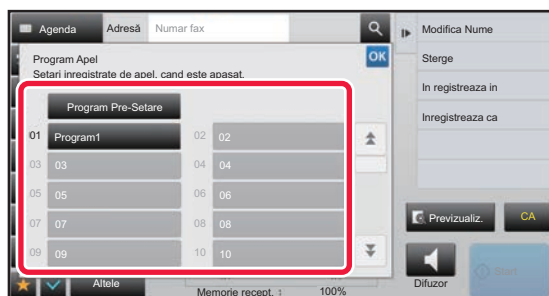 Agenda Adresă Numar fax Modifica Nume
Program Apel OK Sterge
Setari inregistrate de apel, cand este apasat.
In registreaza in
Program Pre-Setare
Inregistreaza ca
01 Program1 02 02
03 03 04 04
05 05 06 06
07 07 08 08
Previzualiz. CA
09 09 10 10
Start
Altele Difuzor
Memorie recept. : 100%